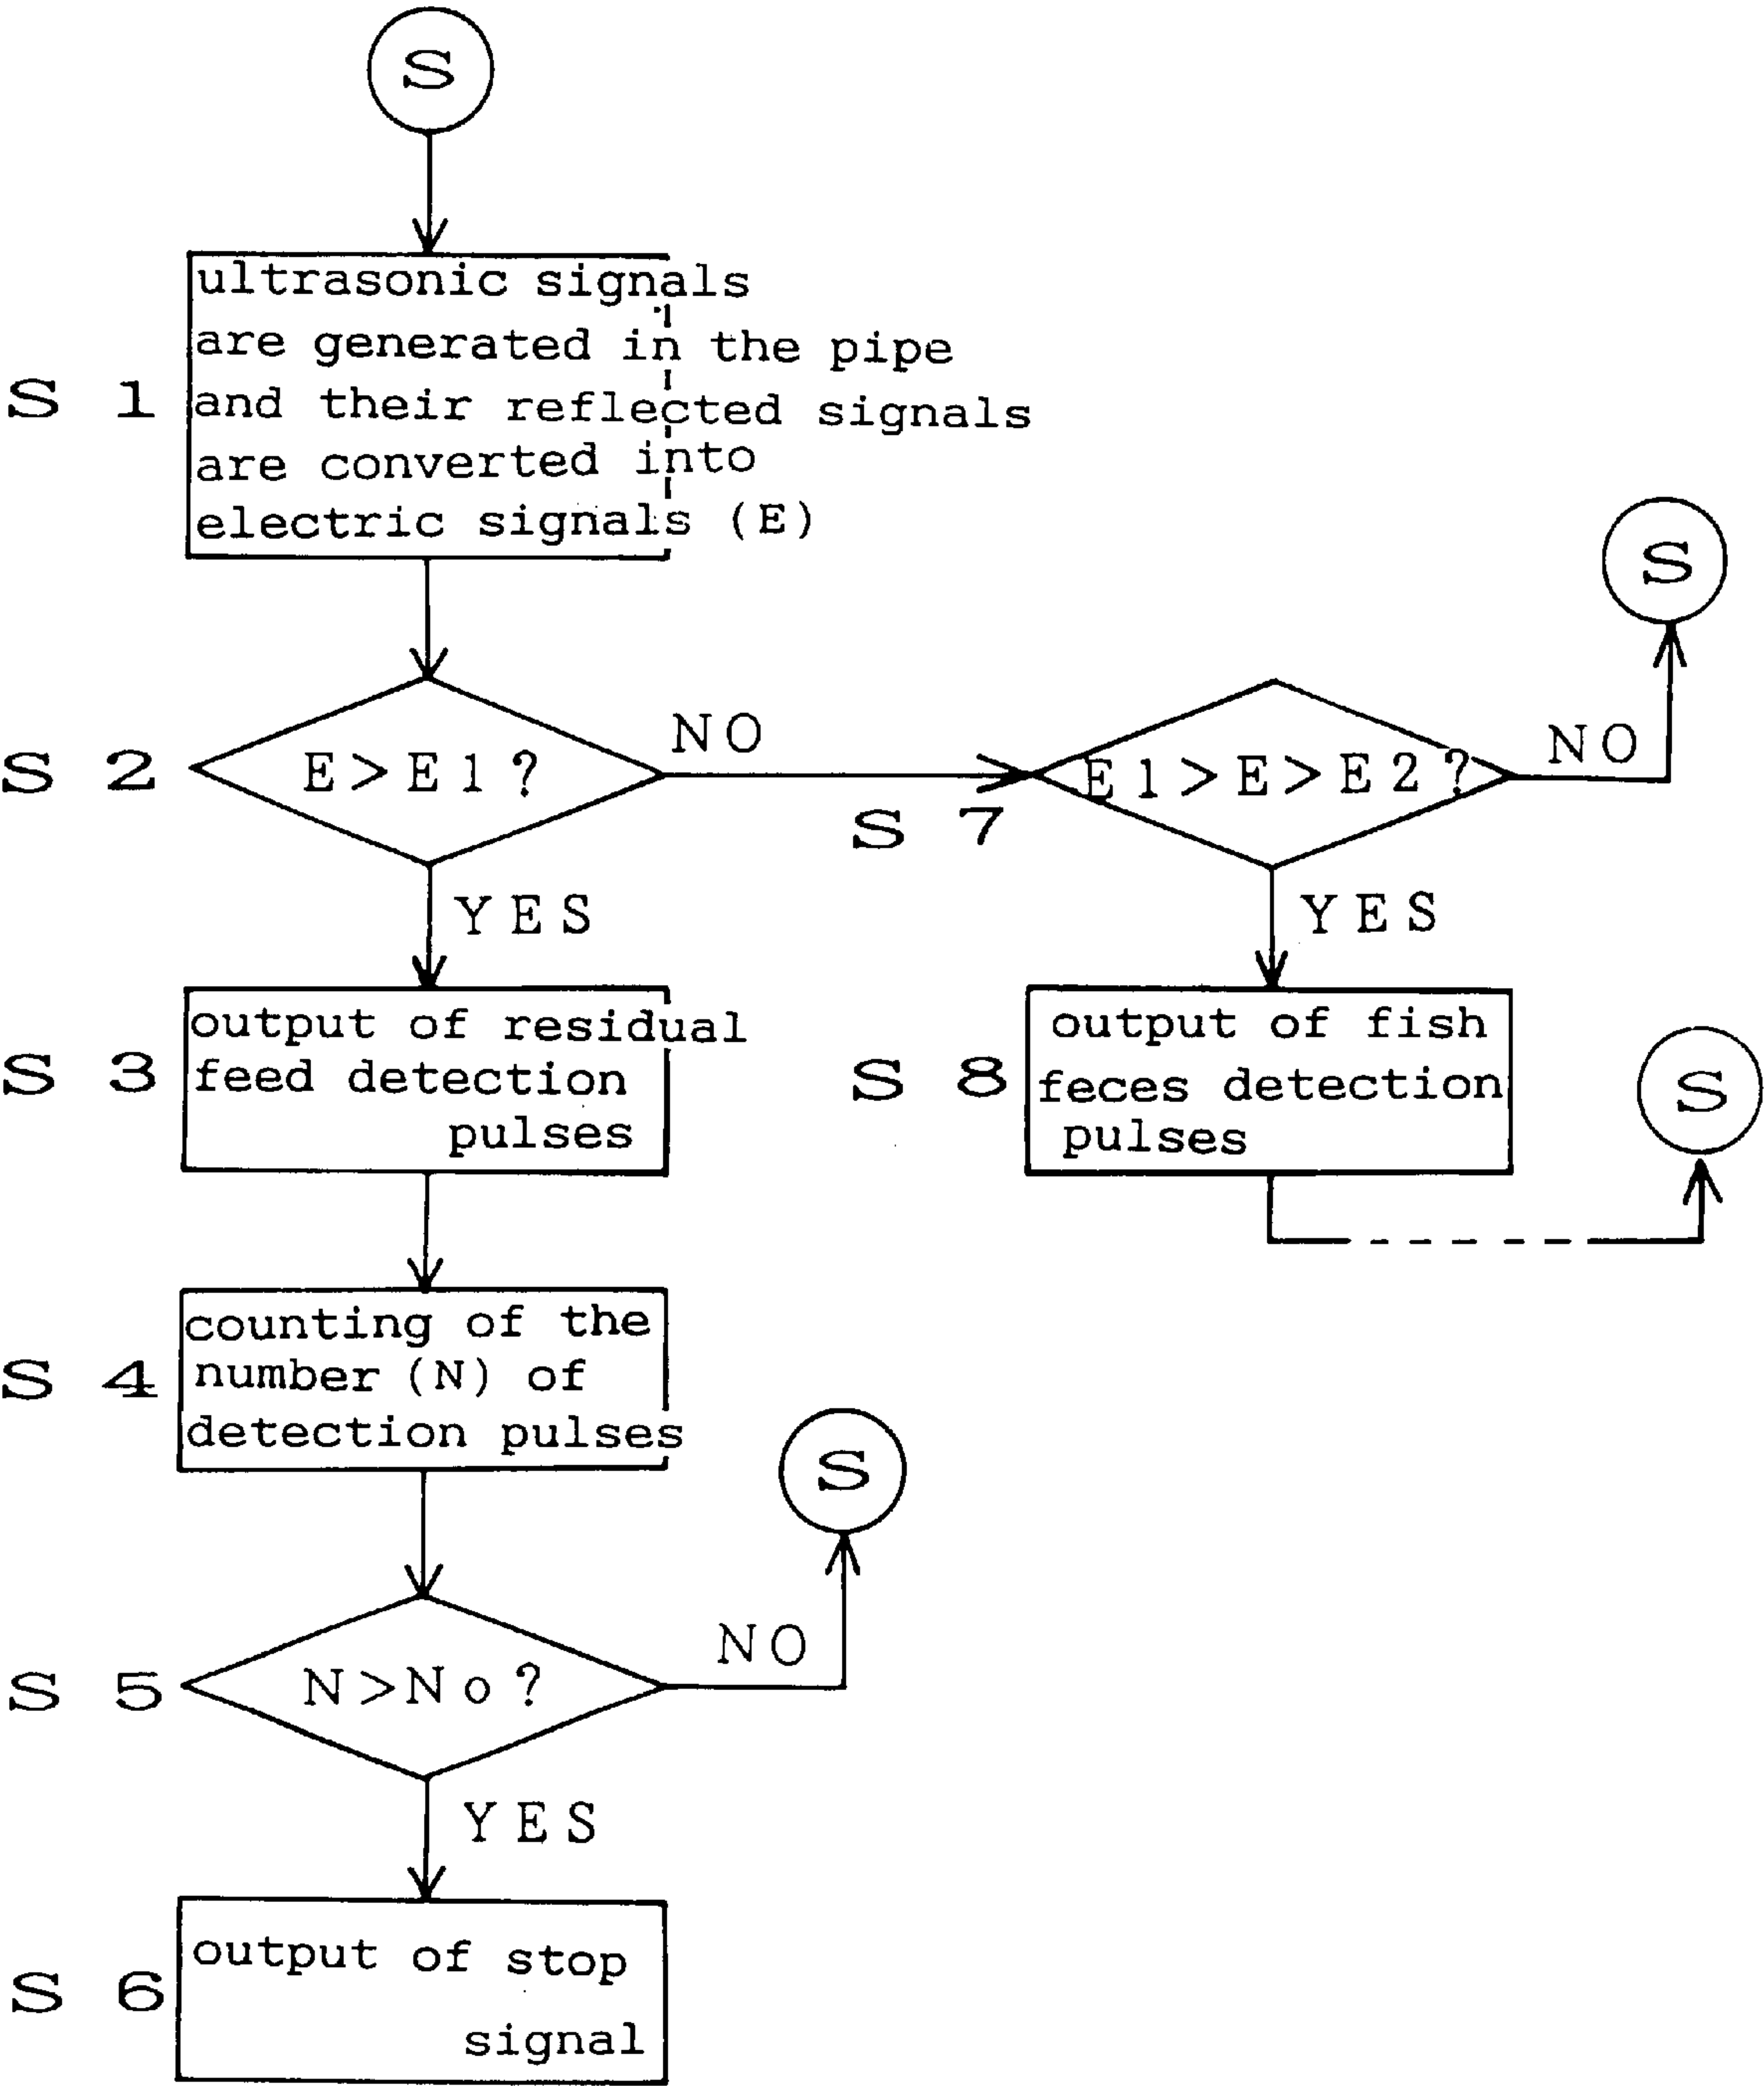 S
S 1
ultrasonic signals
are generated in the pipe
and their reflected signals
are converted into
electric signals (E)
S 2
E>E1?
NO
YES
S 7
E1>E>E2?
NO
S
YES
S 3
output of residual
feed detection
pulses
S 8
output of fish
feces detection
pulses
S
S 4
counting of the
number (N) of
detection pulses
S 5
N>No?
NO
S
YES
S 6
output of stop
signal